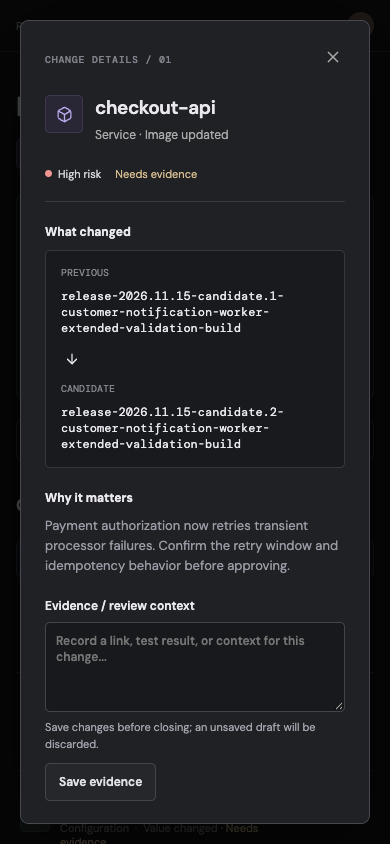 CHANGE DETAILS / 01
checkout-api
Service · Image updated
High risk Needs evidence
What changed
PREVIOUS
release-2026.11.15-candidate.1-
customer-notification-worker-
extended-validation-build
CANDIDATE
release-2026.11.15-candidate.2-
customer-notification-worker-
extended-validation-build
Why it matters
Payment authorization now retries transient
processor failures. Confirm the retry window and
idempotency behavior before approving.
Evidence / review context
Record a link, test result, or context for this
change...
Save changes before closing; an unsaved draft will be
discarded.
Save evidence
Configuration · Value changed · Needs
evidence